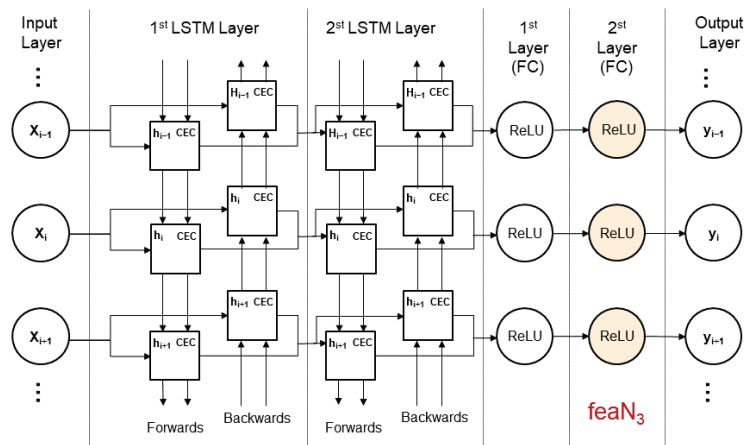 Input Layer
1st LSTM Layer
2st LSTM Layer
1st Layer (FC)
2st Layer (FC)
Output Layer
⋮ ⋮
Hi–1 CEC
Hi–1 CEC
Xi–1
hi–1 CEC
Hi–1 CEC
ReLU
ReLU
yi–1
hi CEC
hi CEC
Xi
hi CEC
hi CEC
ReLU
ReLU
yi
hi+1 CEC
hi+1 CEC
Xi+1
hi+1 CEC
hi+1 CEC
ReLU
ReLU
yi+1
⋮ ⋮
Forwards
Backwards
Forwards
Backwards
feaN3